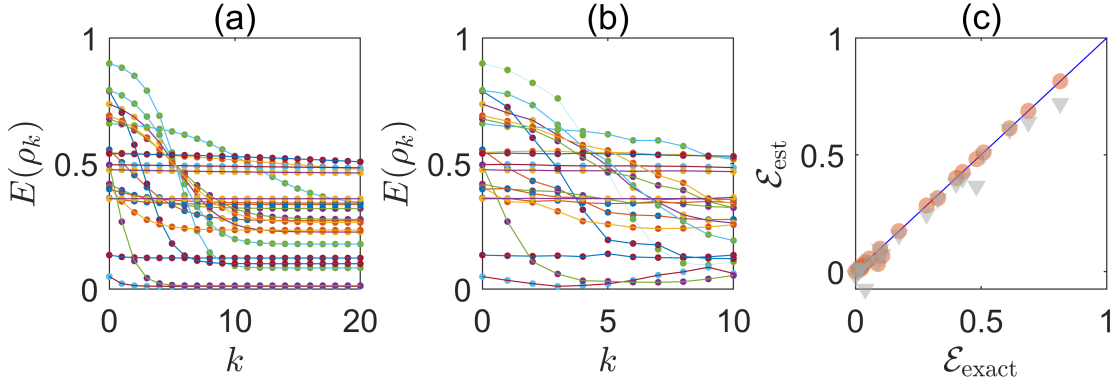 (a) (b) (c)
1 1 1
0.5 0.5 0.5
0 0 0
0 10 20 0 5 10 0 0.5 1
E(ρₖ) E(ρₖ) ℰest
k k ℰexact